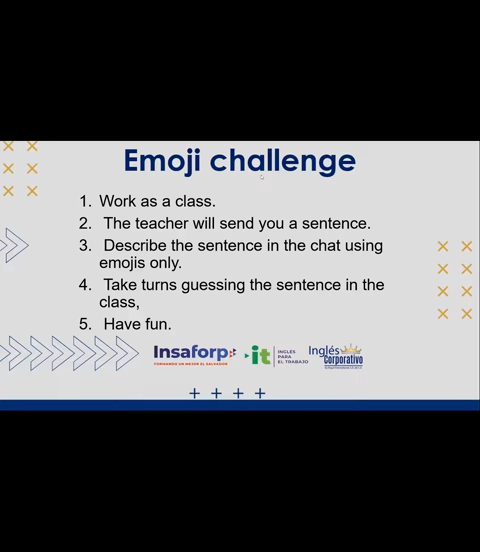 Emoji challenge
1. Work as a class.
2. The teacher will send you a sentence.
3. Describe the sentence in the chat using
emojis only.
4. Take turns guessing the sentence in the
class,
5. Have fun.
Insaforp
FORMANDO UN MEJOR EL SALVADOR
it
INGLÉS
PARA
EL TRABAJO
Inglés
Corporativo